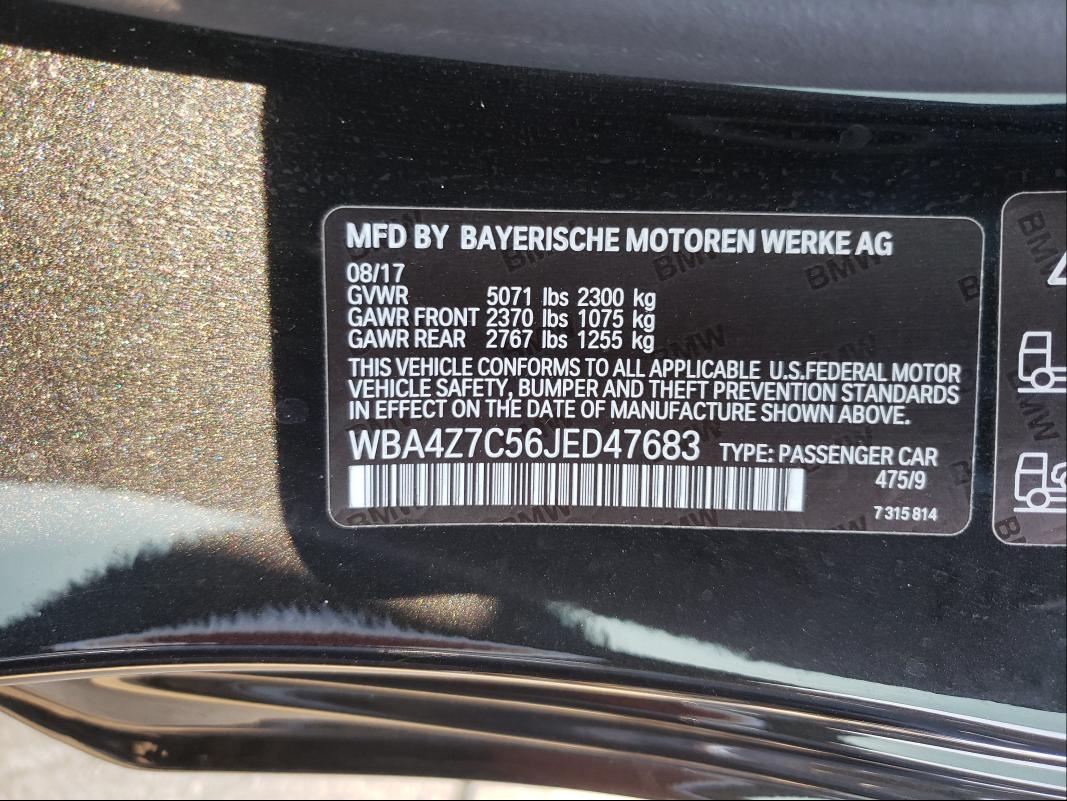 MFD BY BAYERISCHE MOTOREN WERKE AG
08/17
GVWR 5071 lbs 2300 kg
GAWR FRONT 2370 lbs 1075 kg
GAWR REAR 2767 lbs 1255 kg
THIS VEHICLE CONFORMS TO ALL APPLICABLE U.S.FEDERAL MOTOR
VEHICLE SAFETY, BUMPER AND THEFT PREVENTION STANDARDS
IN EFFECT ON THE DATE OF MANUFACTURE SHOWN ABOVE.
WBA4Z7C56JED47683 TYPE: PASSENGER CAR
475/9
7 315 814